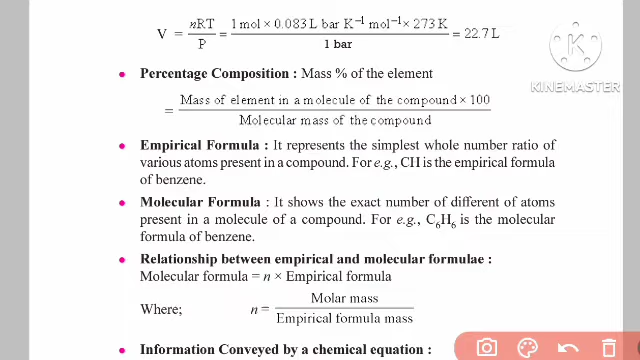 V = nRT / P = 1 mol × 0.083 L bar K⁻¹ mol⁻¹ × 273 K / 1 bar = 22.7 L
KINEMASTER
• Percentage Composition : Mass % of the element
= Mass of element in a molecule of the compound × 100 / Molecular mass of the compound
• Empirical Formula : It represents the simplest whole number ratio of
various atoms present in a compound. For e.g., CH is the empirical formula
of benzene.
• Molecular Formula : It shows the exact number of different of atoms
present in a molecule of a compound. For e.g., C₆H₆ is the molecular
formula of benzene.
• Relationship between empirical and molecular formulae :
Molecular formula = n × Empirical formula
Where; n = Molar mass / Empirical formula mass
• Information Conveyed by a chemical equation :